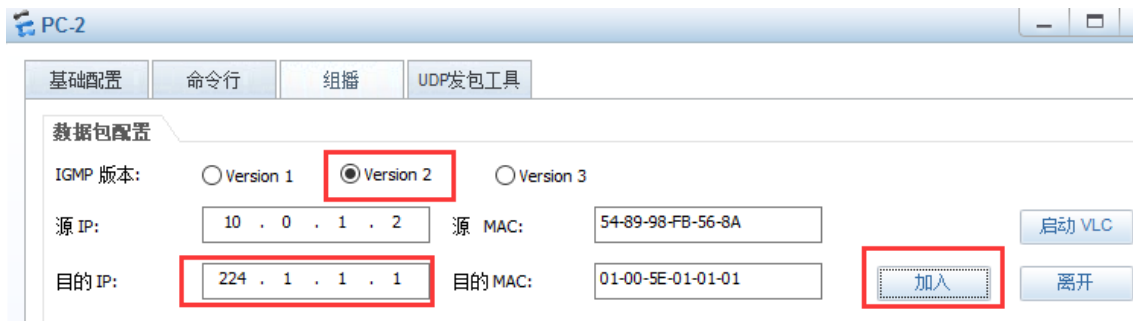 PC-2
基础配置 命令行 组播 UDP发包工具
数据包配置
IGMP 版本: Version 1 Version 2 Version 3
源 IP: 10 . 0 . 1 . 2 源 MAC: 54-89-98-FB-56-8A 启动 VLC
目的 IP: 224 . 1 . 1 . 1 目的 MAC: 01-00-5E-01-01-01 加入 离开